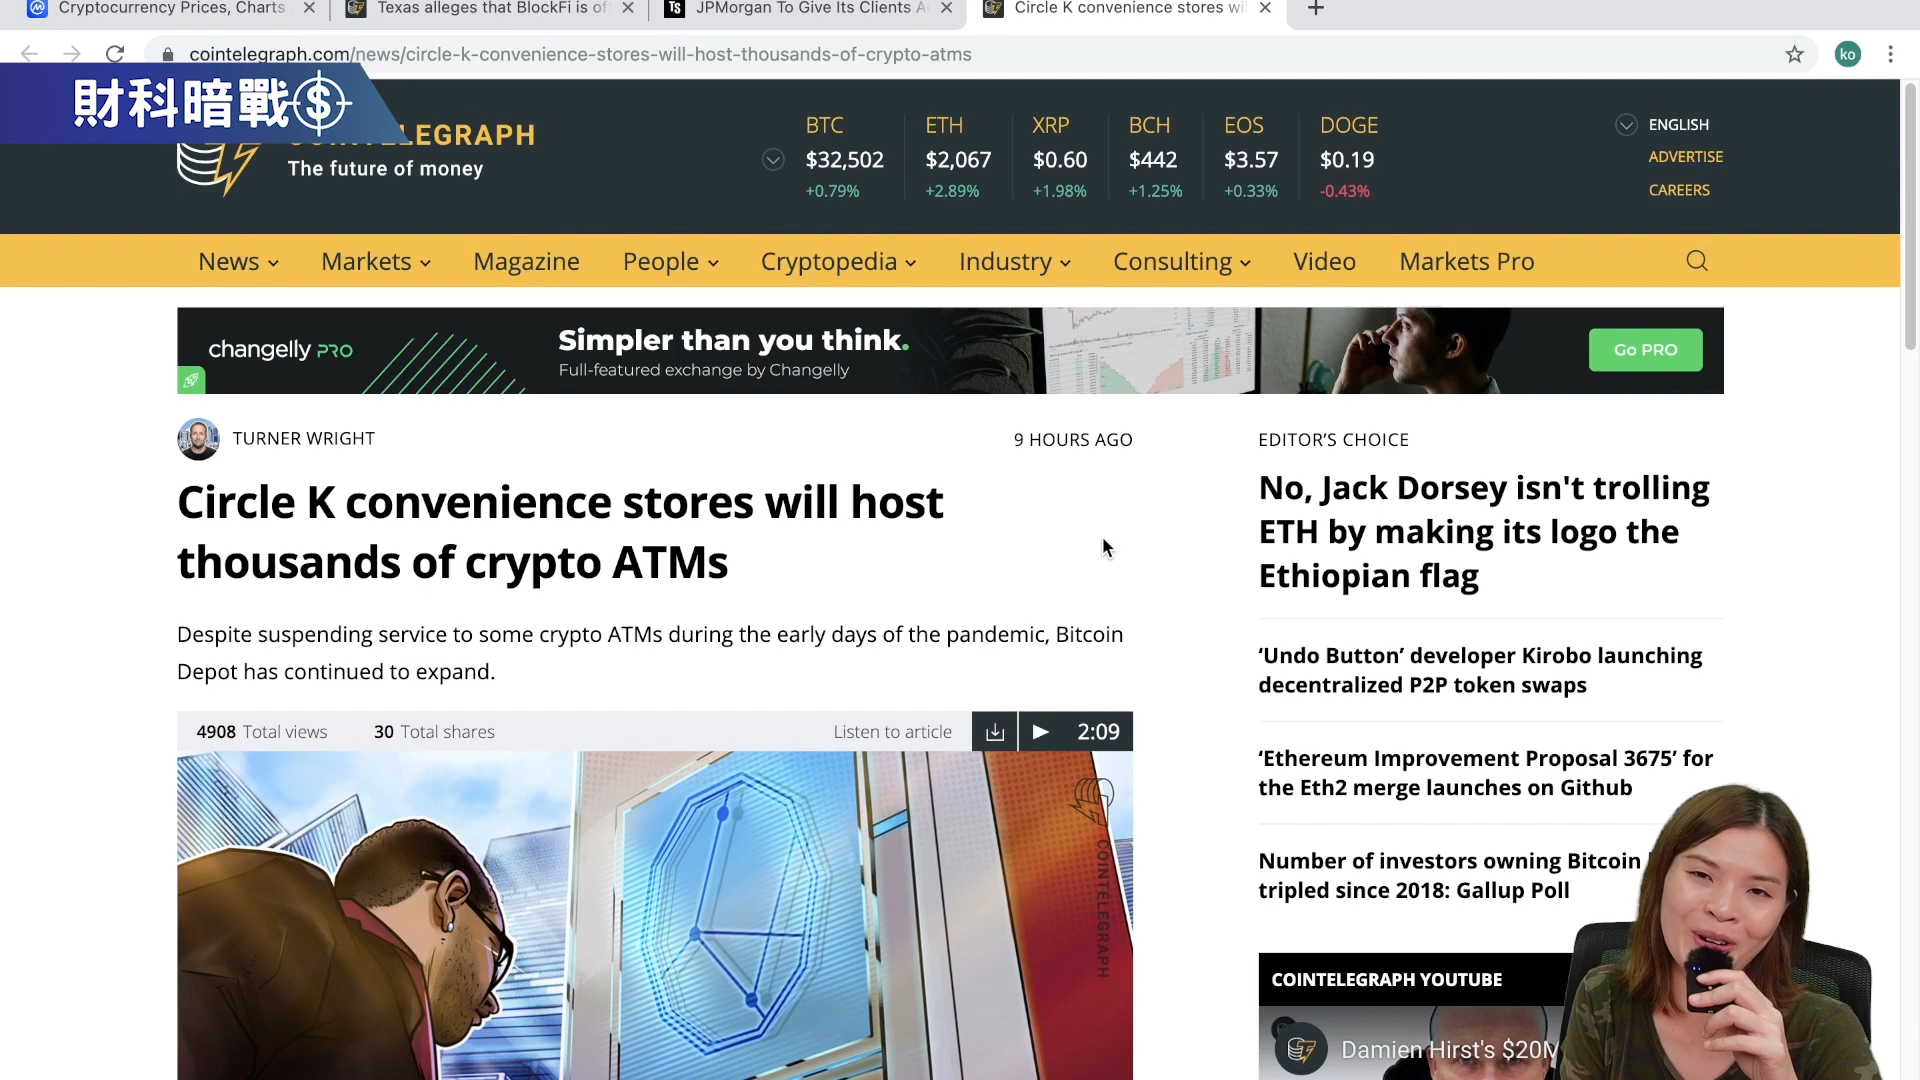 Cryptocurrency Prices, Charts
Texas alleges that BlockFi is of
Ts
JPMorgan To Give Its Clients A
Circle K convenience stores wi
cointelegraph.com/news/circle-k-convenience-stores-will-host-thousands-of-crypto-atms
ko
財科暗戰$
COINTELEGRAPH
The future of money
BTC
$32,502
+0.79%
ETH
$2,067
+2.89%
XRP
$0.60
+1.98%
BCH
$442
+1.25%
EOS
$3.57
+0.33%
DOGE
$0.19
-0.43%
ENGLISH
ADVERTISE
CAREERS
News
Markets
Magazine
People
Cryptopedia
Industry
Consulting
Video
Markets Pro
changelly PRO
Simpler than you think.
Full-featured exchange by Changelly
Go PRO
TURNER WRIGHT
9 HOURS AGO
Circle K convenience stores will host
thousands of crypto ATMs
Despite suspending service to some crypto ATMs during the early days of the pandemic, Bitcoin
Depot has continued to expand.
4908 Total views
30 Total shares
Listen to article
2:09
COINTELEGRAPH
EDITOR'S CHOICE
No, Jack Dorsey isn't trolling
ETH by making its logo the
Ethiopian flag
‘Undo Button’ developer Kirobo launching
decentralized P2P token swaps
‘Ethereum Improvement Proposal 3675’ for
the Eth2 merge launches on Github
Number of investors owning Bitcoin
tripled since 2018: Gallup Poll
COINTELEGRAPH YOUTUBE
Damien Hirst's $20M